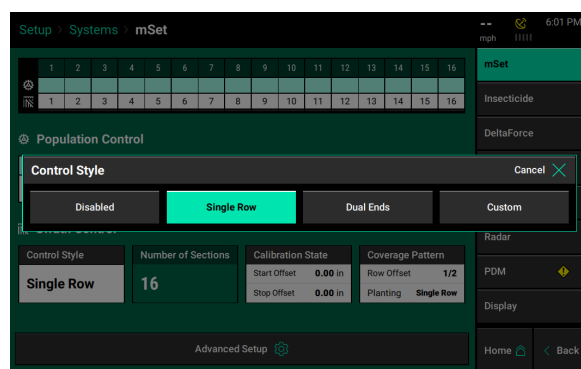 Setup > Systems > mSet
-- mph
6:01 PM
1 2 3 4 5 6 7 8 9 10 11 12 13 14 15 16
1 2 3 4 5 6 7 8 9 10 11 12 13 14 15 16
mSet
Insecticide
DeltaForce
Population Control
Control Style
Cancel
Disabled
Single Row
Dual Ends
Custom
Control Style
Single Row
Number of Sections
16
Calibration State
Start Offset 0.00 in
Stop Offset 0.00 in
Coverage Pattern
Row Offset 1/2
Planting Single Row
Radar
PDM
Display
Advanced Setup
Home
< Back